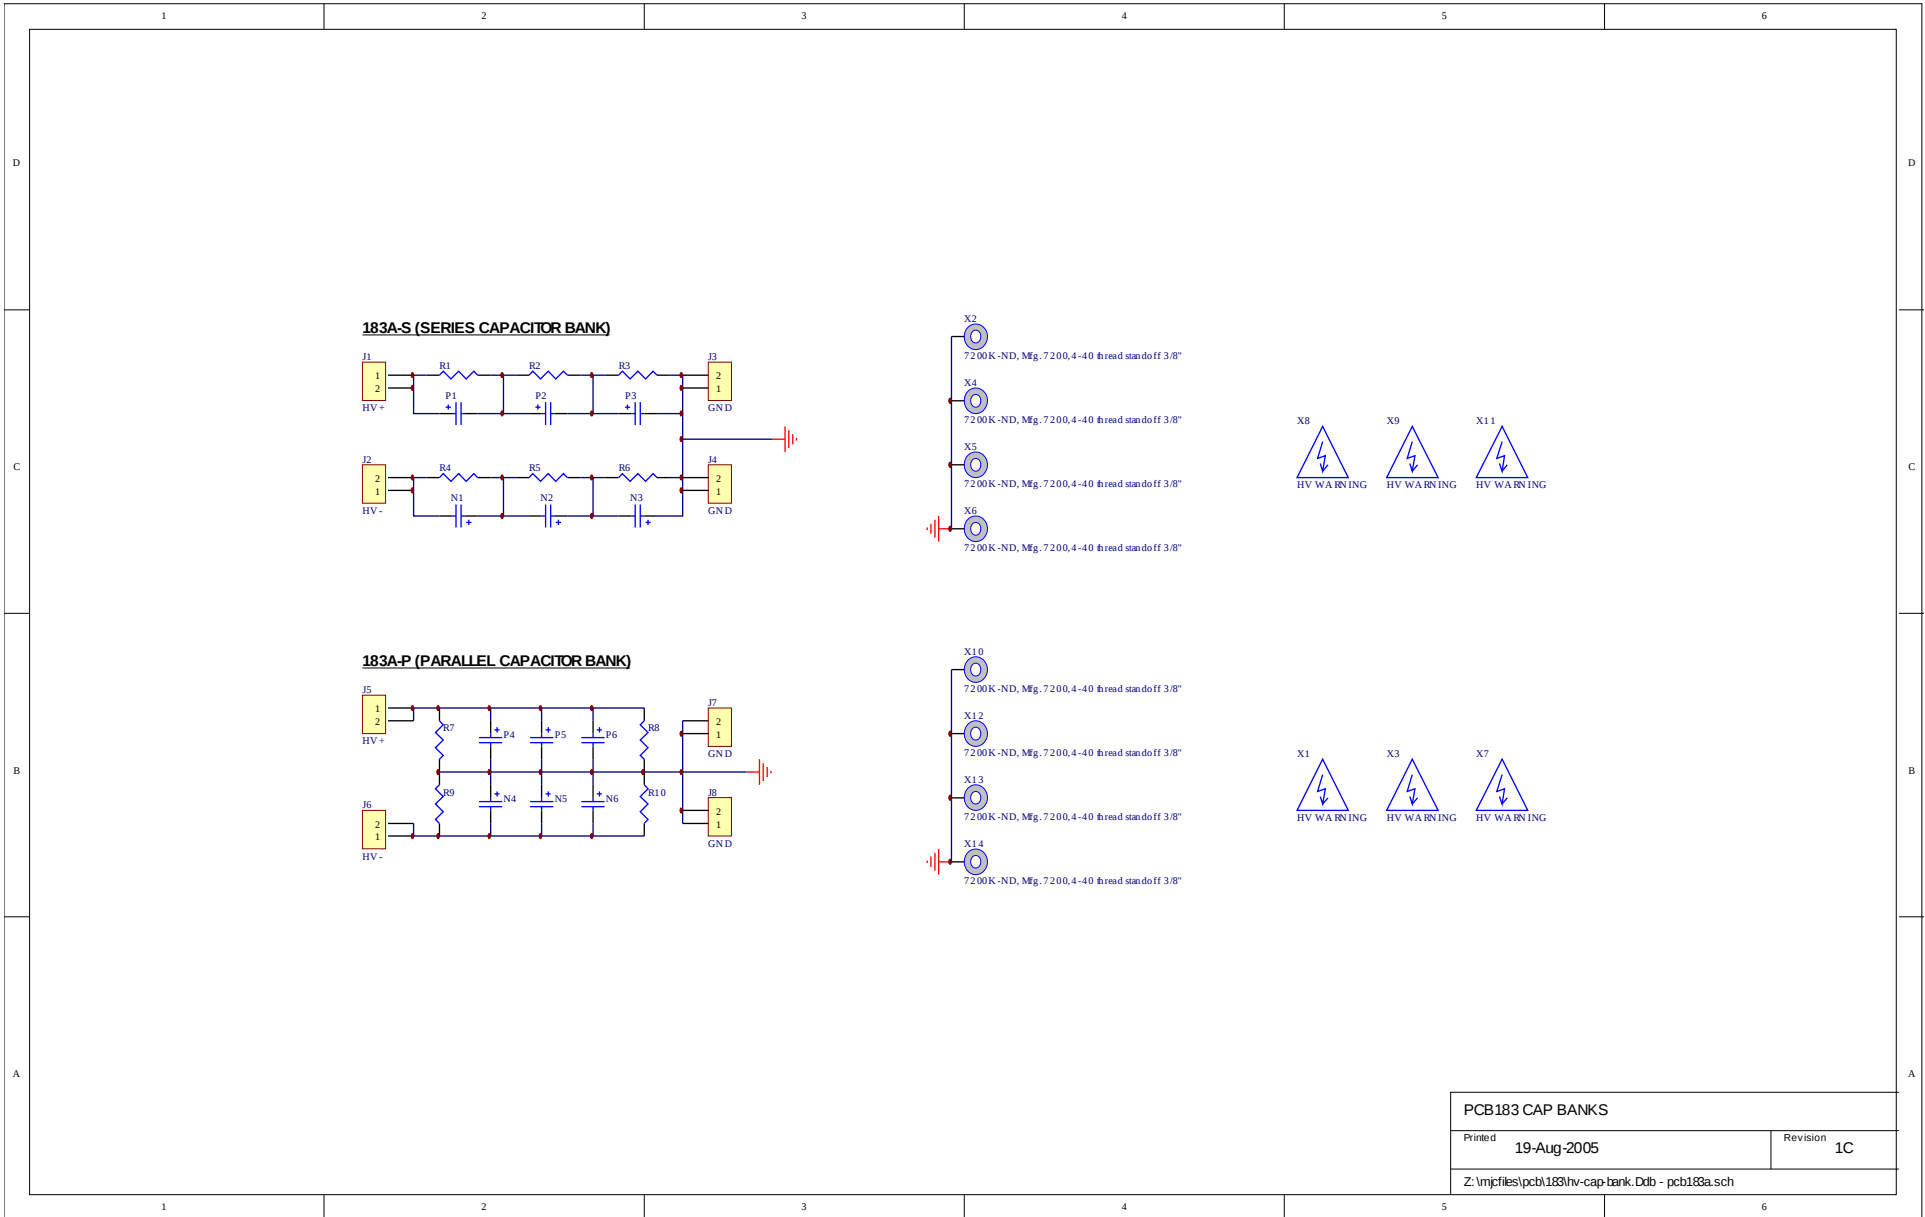 1 2 3 4 5 6
D D
183A-S (SERIES CAPACITOR BANK)
J1 R1 R2 R3 J3
1 2
2 1
P1 P2 P3
+ + +
HV+ GND
J2 R4 R5 R6 J4
2 2
1 1
N1 N2 N3
HV- GND
+ + +
X2
7200K-ND, Mfg. 7200, 4-40 thread standoff 3/8"
X4
7200K-ND, Mfg. 7200, 4-40 thread standoff 3/8"
X5
7200K-ND, Mfg. 7200, 4-40 thread standoff 3/8"
X6
7200K-ND, Mfg. 7200, 4-40 thread standoff 3/8"
X8 X9 X11
HV WARNING HV WARNING HV WARNING
C C
183A-P (PARALLEL CAPACITOR BANK)
J5 J7
1 2
2 1
HV+ GND
R7 + P4 + P5 + P6 R8
R9 + N4 + N5 + N6 R10
J6 J8
2 2
1 1
HV- GND
X10
7200K-ND, Mfg. 7200, 4-40 thread standoff 3/8"
X12
7200K-ND, Mfg. 7200, 4-40 thread standoff 3/8"
X13
7200K-ND, Mfg. 7200, 4-40 thread standoff 3/8"
X14
7200K-ND, Mfg. 7200, 4-40 thread standoff 3/8"
X1 X3 X7
HV WARNING HV WARNING HV WARNING
B B
A A
PCB183 CAP BANKS
Printed 19-Aug-2005 Revision 1C
Z:\mjcfiles\pcb\183\hv-cap-bank.Ddb - pcb183a.sch
1 2 3 4 5 6